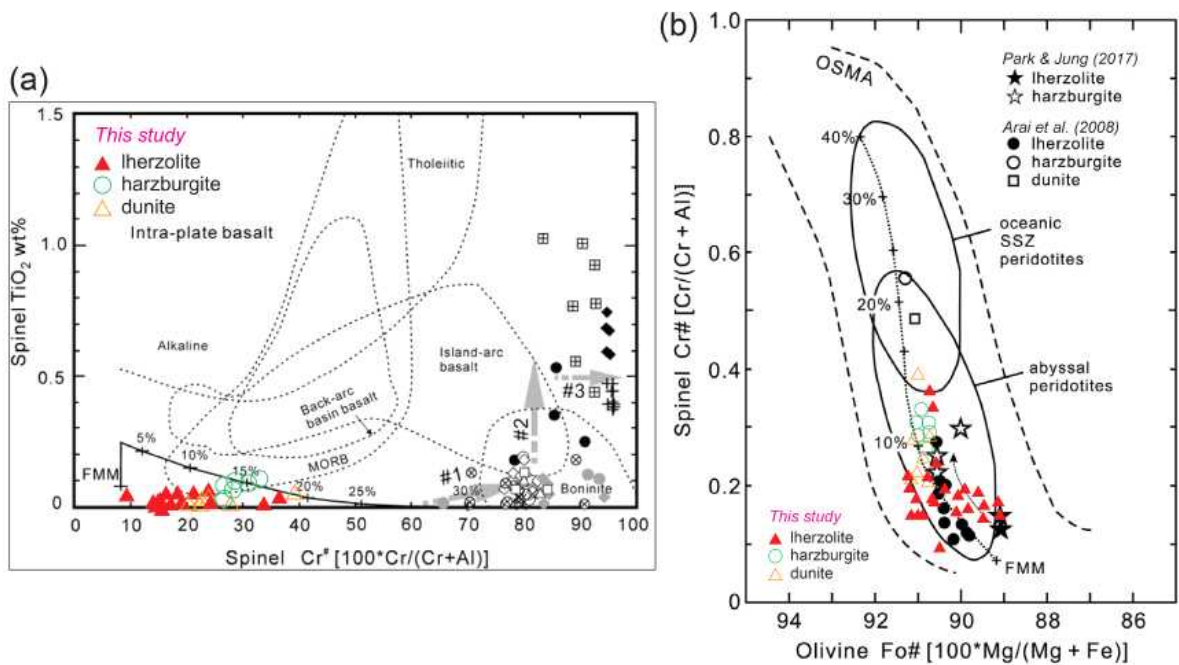 (a)
1.5
1.0
0.5
0
Spinel TiO2 wt%
This study
lherzolite
harzburgite
dunite
Intra-plate basalt
Tholeiitic
Alkaline
Island-arc
basalt
Back-arc
basin basalt
MORB
Boninite
FMM
5%
10%
15%
20%
25%
30%
#1
#2
#3
0 10 20 30 40 50 60 70 80 90 100
Spinel Cr# [100*Cr/(Cr+Al)]
(b)
1.0
0.8
0.6
0.4
0.2
0
Spinel Cr# [Cr/(Cr + Al)]
OSMA
Park & Jung (2017)
lherzolite
harzburgite
Arai et al. (2008)
lherzolite
harzburgite
dunite
40%
30%
20%
10%
oceanic
SSZ
peridotites
abyssal
peridotites
FMM
This study
lherzolite
harzburgite
dunite
94 92 90 88 86
Olivine Fo# [100*Mg/(Mg + Fe)]